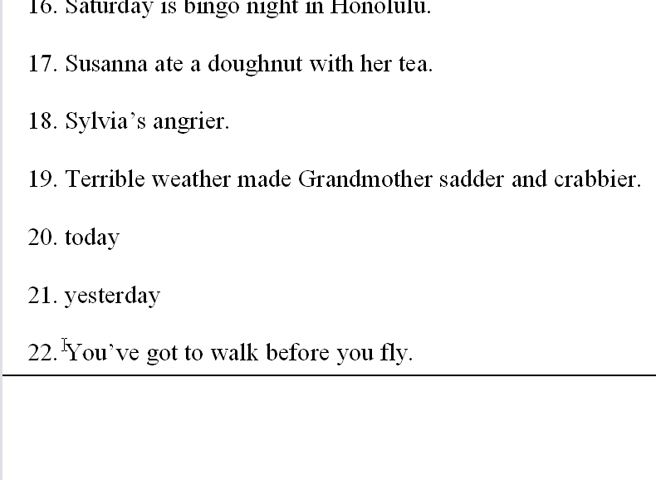 16. Saturday is bingo night in Honolulu.
17. Susanna ate a doughnut with her tea.
18. Sylvia’s angrier.
19. Terrible weather made Grandmother sadder and crabbier.
20. today
21. yesterday
22. You’ve got to walk before you fly.